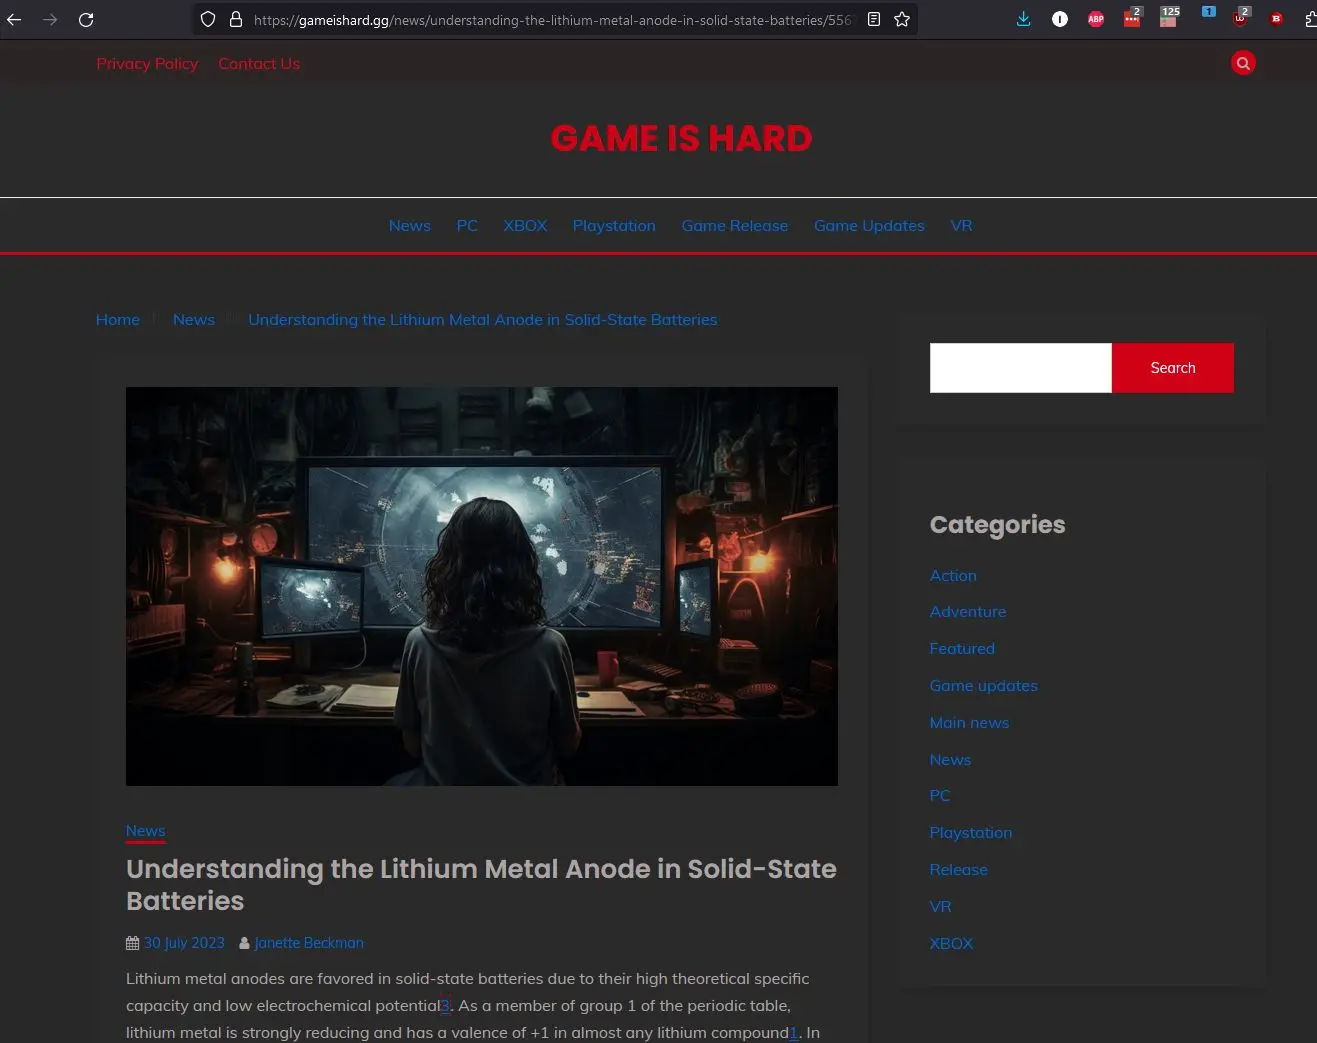 https://gameishard.gg/news/understanding-the-lithium-metal-anode-in-solid-state-batteries/556
ABP
2
125
1
2
B
Privacy Policy Contact Us
GAME IS HARD
News PC XBOX Playstation Game Release Game Updates VR
Home News Understanding the Lithium Metal Anode in Solid-State Batteries
Search
Categories
Action
Adventure
Featured
Game updates
Main news
News
PC
Playstation
Release
VR
XBOX
News
Understanding the Lithium Metal Anode in Solid-State
Batteries
30 July 2023 Janette Beckman
Lithium metal anodes are favored in solid-state batteries due to their high theoretical specific
capacity and low electrochemical potential3. As a member of group 1 of the periodic table,
lithium metal is strongly reducing and has a valence of +1 in almost any lithium compound1. In